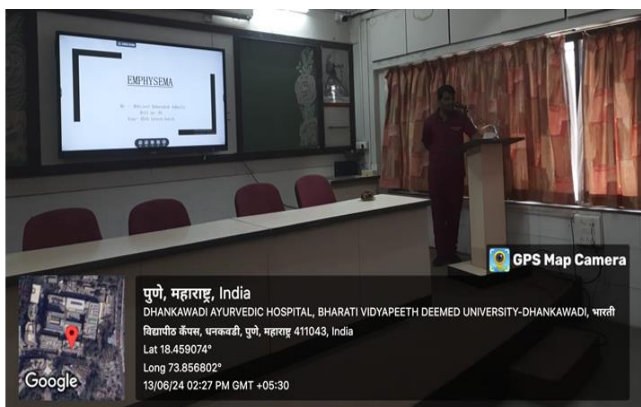 EMPHYSEMA
GPS Map Camera
पुणे, महाराष्ट्र, India
DHANKAWADI AYURVEDIC HOSPITAL, BHARATI VIDYAPEETH DEEMED UNIVERSITY-DHANKAWADI, भारती
विद्यापीठ कॅंपस, धनकवडी, पुणे, महाराष्ट्र 411043, India
Lat 18.459074°
Long 73.856802°
13/06/24 02:27 PM GMT +05:30
Google